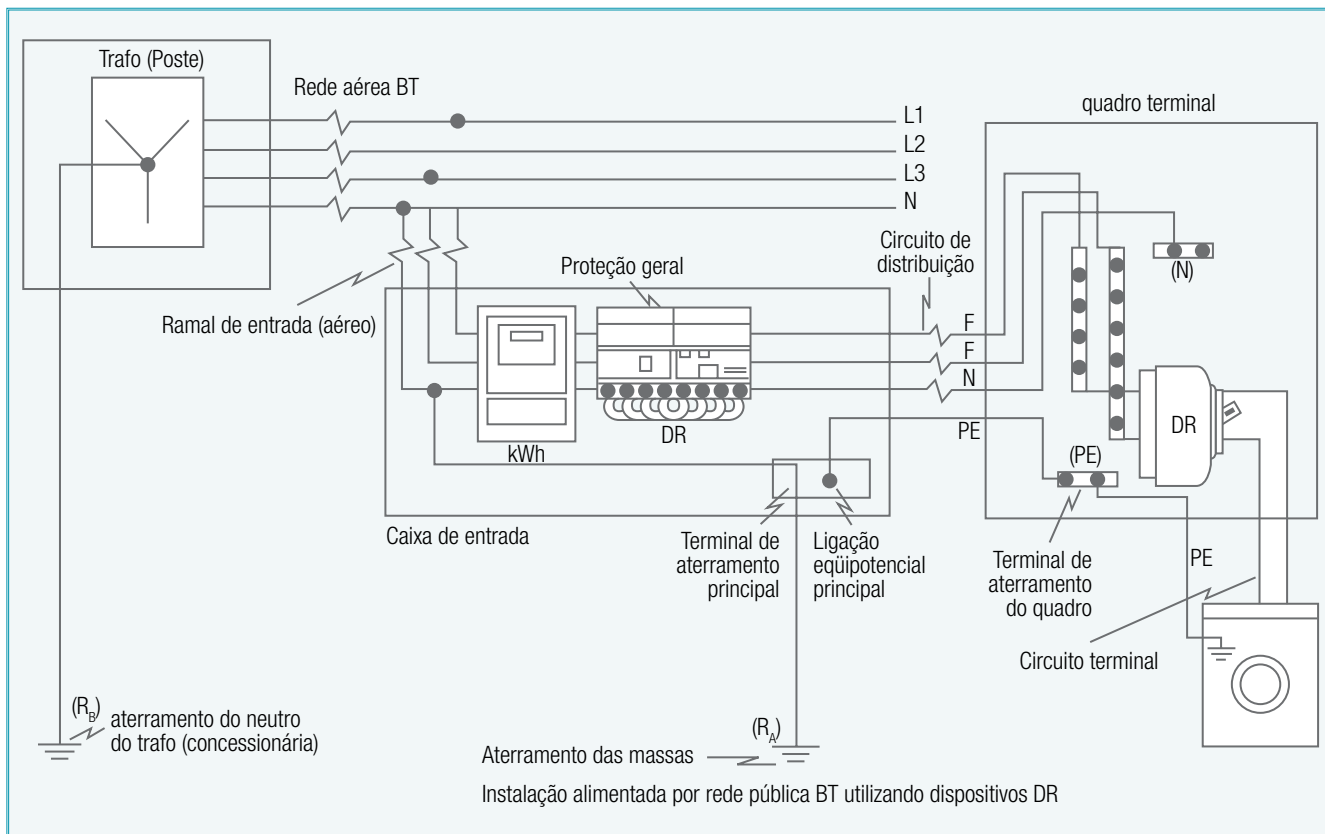 Trafo (Poste)
Rede aérea BT
quadro terminal
L1
L2
L3
N
Circuito de
distribuição
(N)
Proteção geral
Ramal de entrada (aéreo)
F
F
N
DR
kWh
DR
PE
(PE)
Caixa de entrada
Terminal de
aterramento
principal
Ligação
eqüipotencial
principal
Terminal de
aterramento
do quadro
PE
Circuito terminal
(RB)
aterramento do neutro
do trafo (concessionária)
(RA)
Aterramento das massas
Instalação alimentada por rede pública BT utilizando dispositivos DR